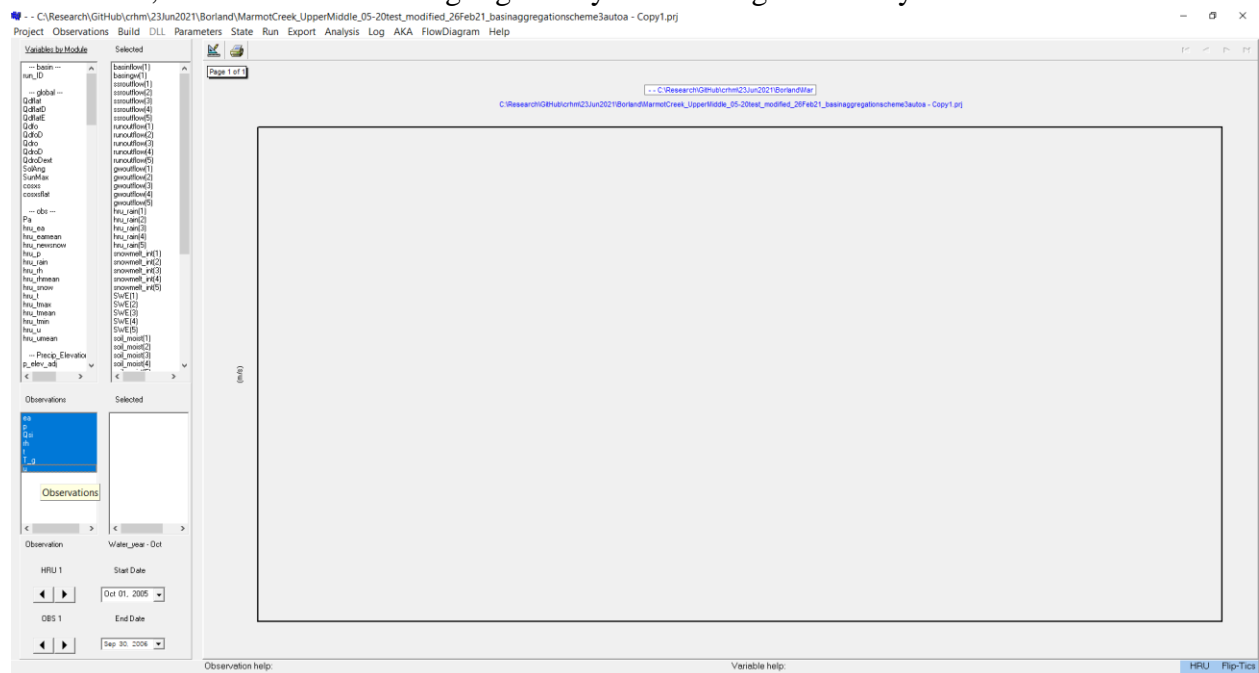 - - C:\Research\GitHub\crhm\23Jun2021\Borland\MarmotCreek_UpperMiddle_05-20test_modified_26Feb21_basinaggregationscheme3autoa - Copy1.prj
Project Observations Build DLL Parameters State Run Export Analysis Log AKA FlowDiagram Help
Variables by Module
--- basin ---
run_ID
--- global ---
Qdflat
QdflatD
QdflatE
Qdfo
QdfoD
Qdro
QdroD
QdroDext
SolAng
SunMax
cosxs
cosxsflat
--- obs ---
Pa
hru_ea
hru_eamean
hru_newsnow
hru_p
hru_rain
hru_rh
hru_rhmean
hru_snow
hru_t
hru_tmax
hru_tmean
hru_tmin
hru_u
hru_umean
--- Precip_Elevatio
p_elev_adj
Selected
basinflow(1)
basingw(1)
ssroutflow(1)
ssroutflow(2)
ssroutflow(3)
ssroutflow(4)
ssroutflow(5)
runoutflow(1)
runoutflow(2)
runoutflow(3)
runoutflow(4)
runoutflow(5)
gwoutflow(1)
gwoutflow(2)
gwoutflow(3)
gwoutflow(4)
gwoutflow(5)
hru_rain(1)
hru_rain(2)
hru_rain(3)
hru_rain(4)
hru_rain(5)
snowmelt_int(1)
snowmelt_int(2)
snowmelt_int(3)
snowmelt_int(4)
snowmelt_int(5)
SWE(1)
SWE(2)
SWE(3)
SWE(4)
SWE(5)
soil_moist(1)
soil_moist(2)
soil_moist(3)
soil_moist(4)
Page 1 of 1
- - C:\Research\GitHub\crhm\23Jun2021\Borland\Mar
C:\Research\GitHub\crhm\23Jun2021\Borland\MarmotCreek_UpperMiddle_05-20test_modified_26Feb21_basinaggregationscheme3autoa - Copy1.prj
(m/s)
Observations
Selected
ea
p
Qsi
rh
t
T_g
u
Observations
Observation
Water_year - Oct
HRU 1
Start Date
Oct 01, 2005
OBS 1
End Date
Sep 30, 2006
Observation help:
Variable help:
HRU Flip-Tics